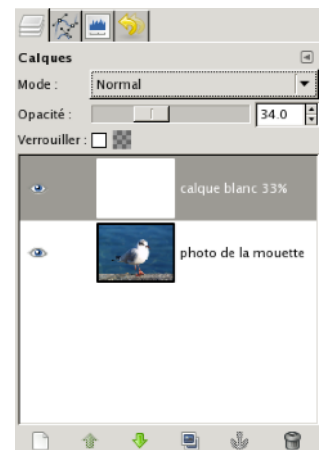 Calques
Mode : Normal
Opacité : 34.0
Verrouiller :
calque blanc 33%
photo de la mouette